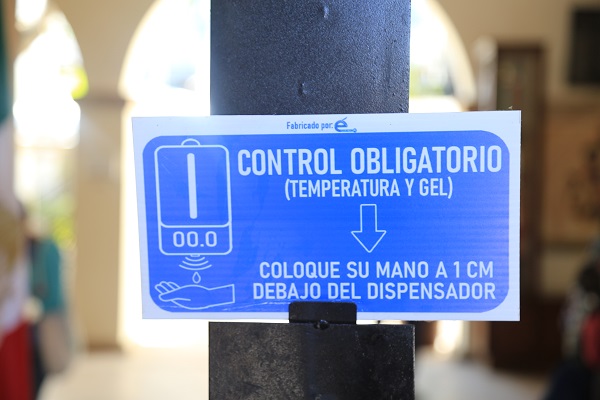 Fabricado por: é
CONTROL OBLIGATORIO
(TEMPERATURA Y GEL)
00.0
COLOQUE SU MANO A 1 CM
DEBAJO DEL DISPENSADOR